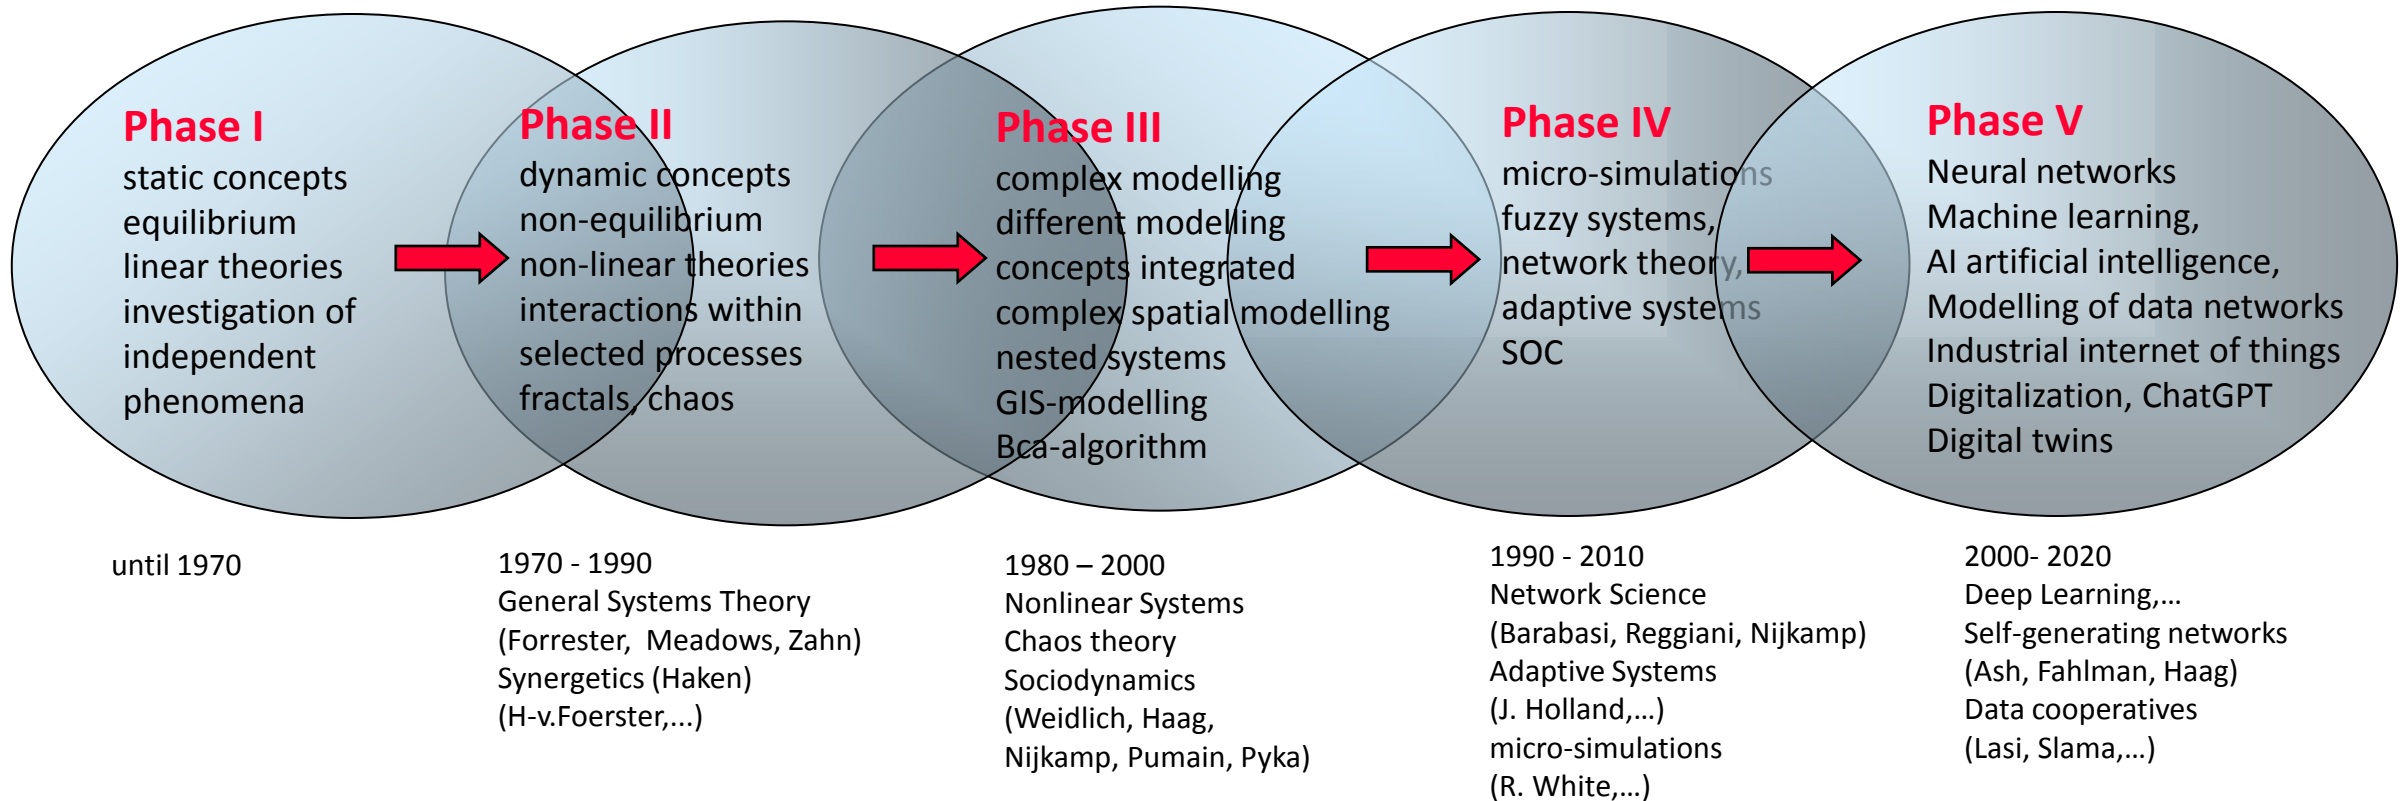 Phase I
static concepts
equilibrium
linear theories
investigation of
independent
phenomena
Phase II
dynamic concepts
non-equilibrium
non-linear theories
interactions within
selected processes
fractals, chaos
Phase III
complex modelling
different modelling
concepts integrated
complex spatial modelling
nested systems
GIS-modelling
Bca-algorithm
Phase IV
micro-simulations
fuzzy systems,
network theory,
adaptive systems
SOC
Phase V
Neural networks
Machine learning,
AI artificial intelligence,
Modelling of data networks
Industrial internet of things
Digitalization, ChatGPT
Digital twins
until 1970
1970 - 1990
General Systems Theory
(Forrester,  Meadows, Zahn)
Synergetics (Haken)
(H-v.Foerster,...)
1980 – 2000
Nonlinear Systems
Chaos theory
Sociodynamics
(Weidlich, Haag,
Nijkamp, Pumain, Pyka)
1990 - 2010
Network Science
(Barabasi, Reggiani, Nijkamp)
Adaptive Systems
(J. Holland,…)
micro-simulations
(R. White,…)
2000- 2020
Deep Learning,…
Self-generating networks
(Ash, Fahlman, Haag)
Data cooperatives
(Lasi, Slama,…)